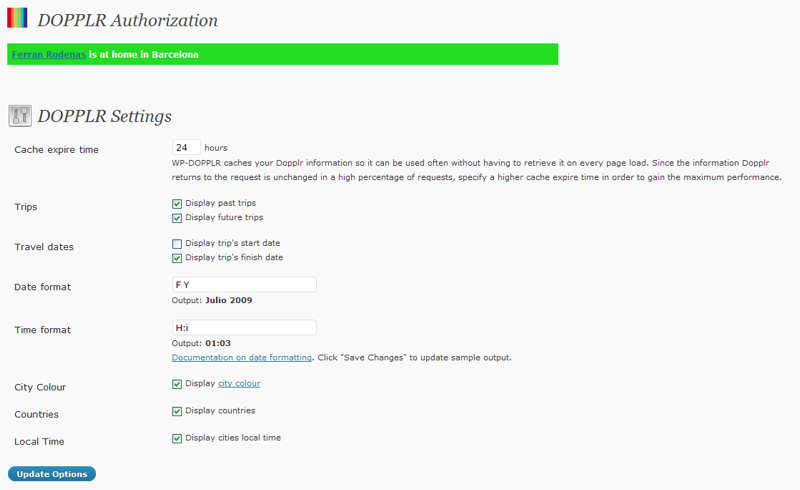 DOPPLR Authorization
Ferran Rodenas is at home in Barcelona
DOPPLR Settings
Cache expire time
24 hours
WP-DOPPLR caches your Dopplr information so it can be used often without having to retrieve it on every page load. Since the information Dopplr
returns to the request is unchanged in a high percentage of requests, specify a higher cache expire time in order to gain the maximum performance.
Trips
Display past trips
Display future trips
Travel dates
Display trip's start date
Display trip's finish date
Date format
F Y
Output: Julio 2009
Time format
H:i
Output: 01:03
Documentation on date formatting. Click "Save Changes" to update sample output.
City Colour
Display city colour
Countries
Display countries
Local Time
Display cities local time
Update Options